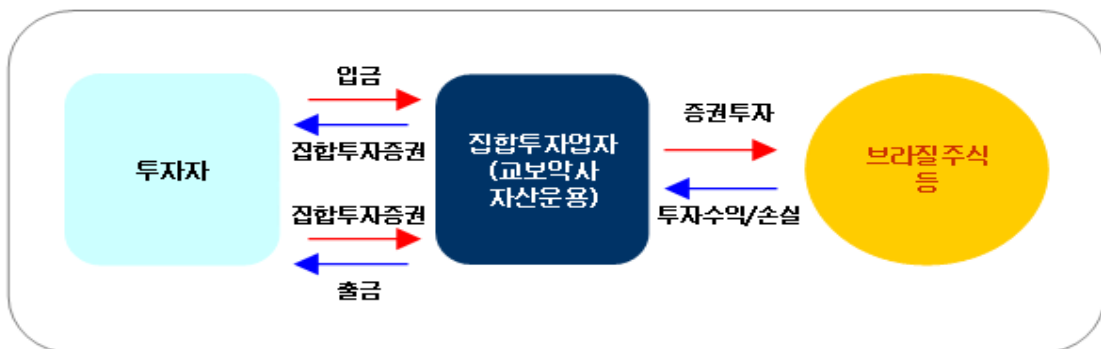 입금
집합투자증권
투자자
집합투자증권
출금
집합투자업자
(교보악사
자산운용)
증권투자
투자수익/손실
브라질 주식
등